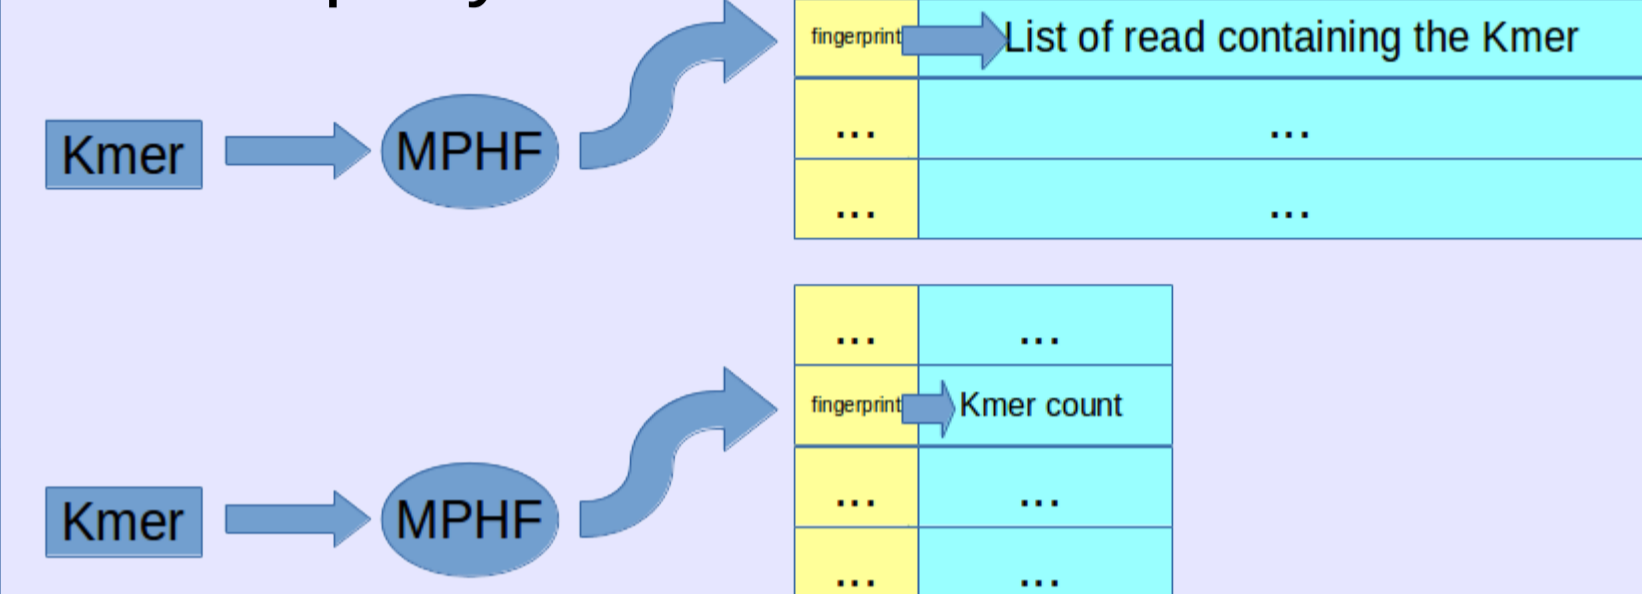 fingerprint List of read containing the Kmer
Kmer MPHF ... ...
... ...
... ...
fingerprint Kmer count
Kmer MPHF ... ...
... ...